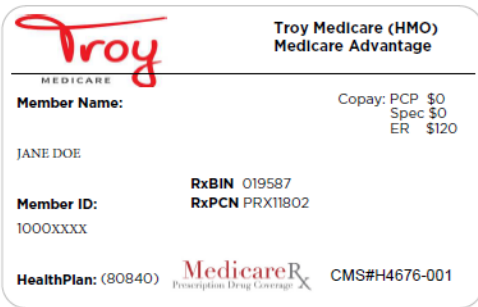 Troy
MEDICARE
Troy Medicare (HMO)
Medicare Advantage
Member Name:
Copay: PCP $0
Spec $0
ER $120
JANE DOE
RxBIN 019587
Member ID:
RxPCN PRX11802
1000XXXX
HealthPlan: (80840)
MedicareRx
Prescription Drug Coverage
CMS#H4676-001